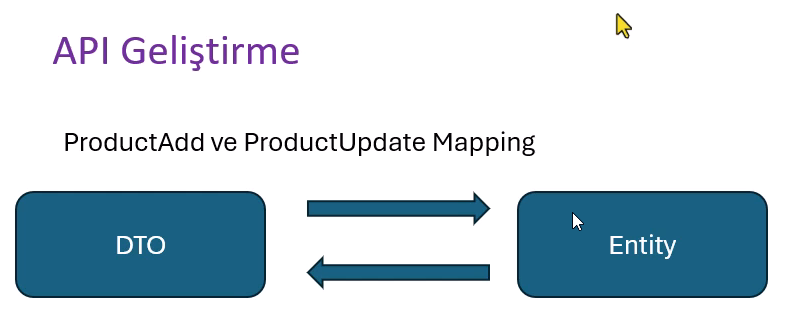 API Geliştirme
ProductAdd ve ProductUpdate Mapping
DTO
Entity